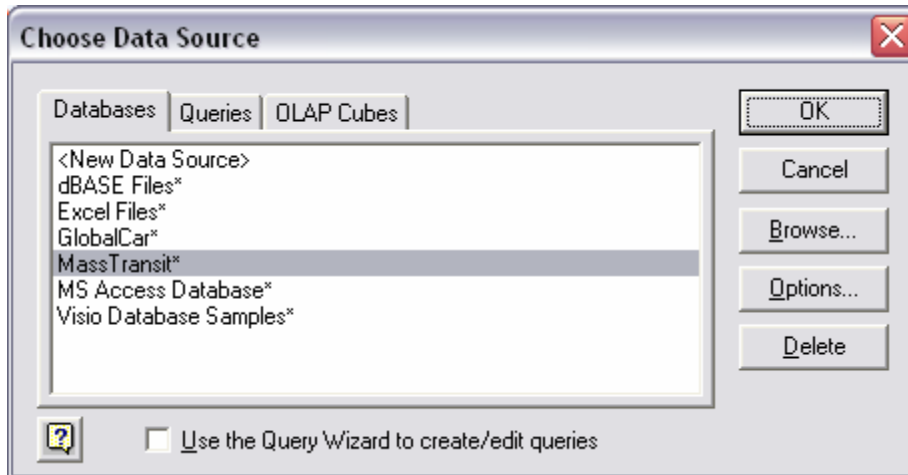 Choose Data Source
Databases Queries OLAP Cubes
<New Data Source>
dBASE Files*
Excel Files*
GlobalCar*
MassTransit*
MS Access Database*
Visio Database Samples*
OK
Cancel
Browse...
Options...
Delete
? Use the Query Wizard to create/edit queries